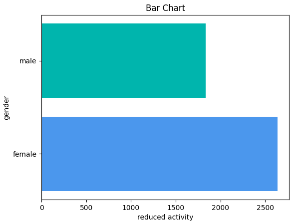 Bar Chart
male
female
gender
0 500 1000 1500 2000 2500
reduced activity